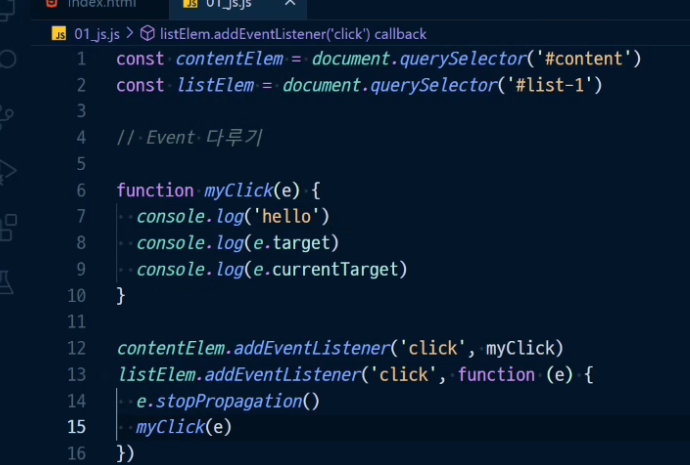 index.html
01_js.js
01_js.js > listElem.addEventListener('click') callback
1 const contentElem = document.querySelector('#content')
2 const listElem = document.querySelector('#list-1')
3
4 // Event 다루기
5
6 function myClick(e) {
7 console.log('hello')
8 console.log(e.target)
9 console.log(e.currentTarget)
10 }
11
12 contentElem.addEventListener('click', myClick)
13 listElem.addEventListener('click', function (e) {
14 e.stopPropagation()
15 myClick(e)
16 })